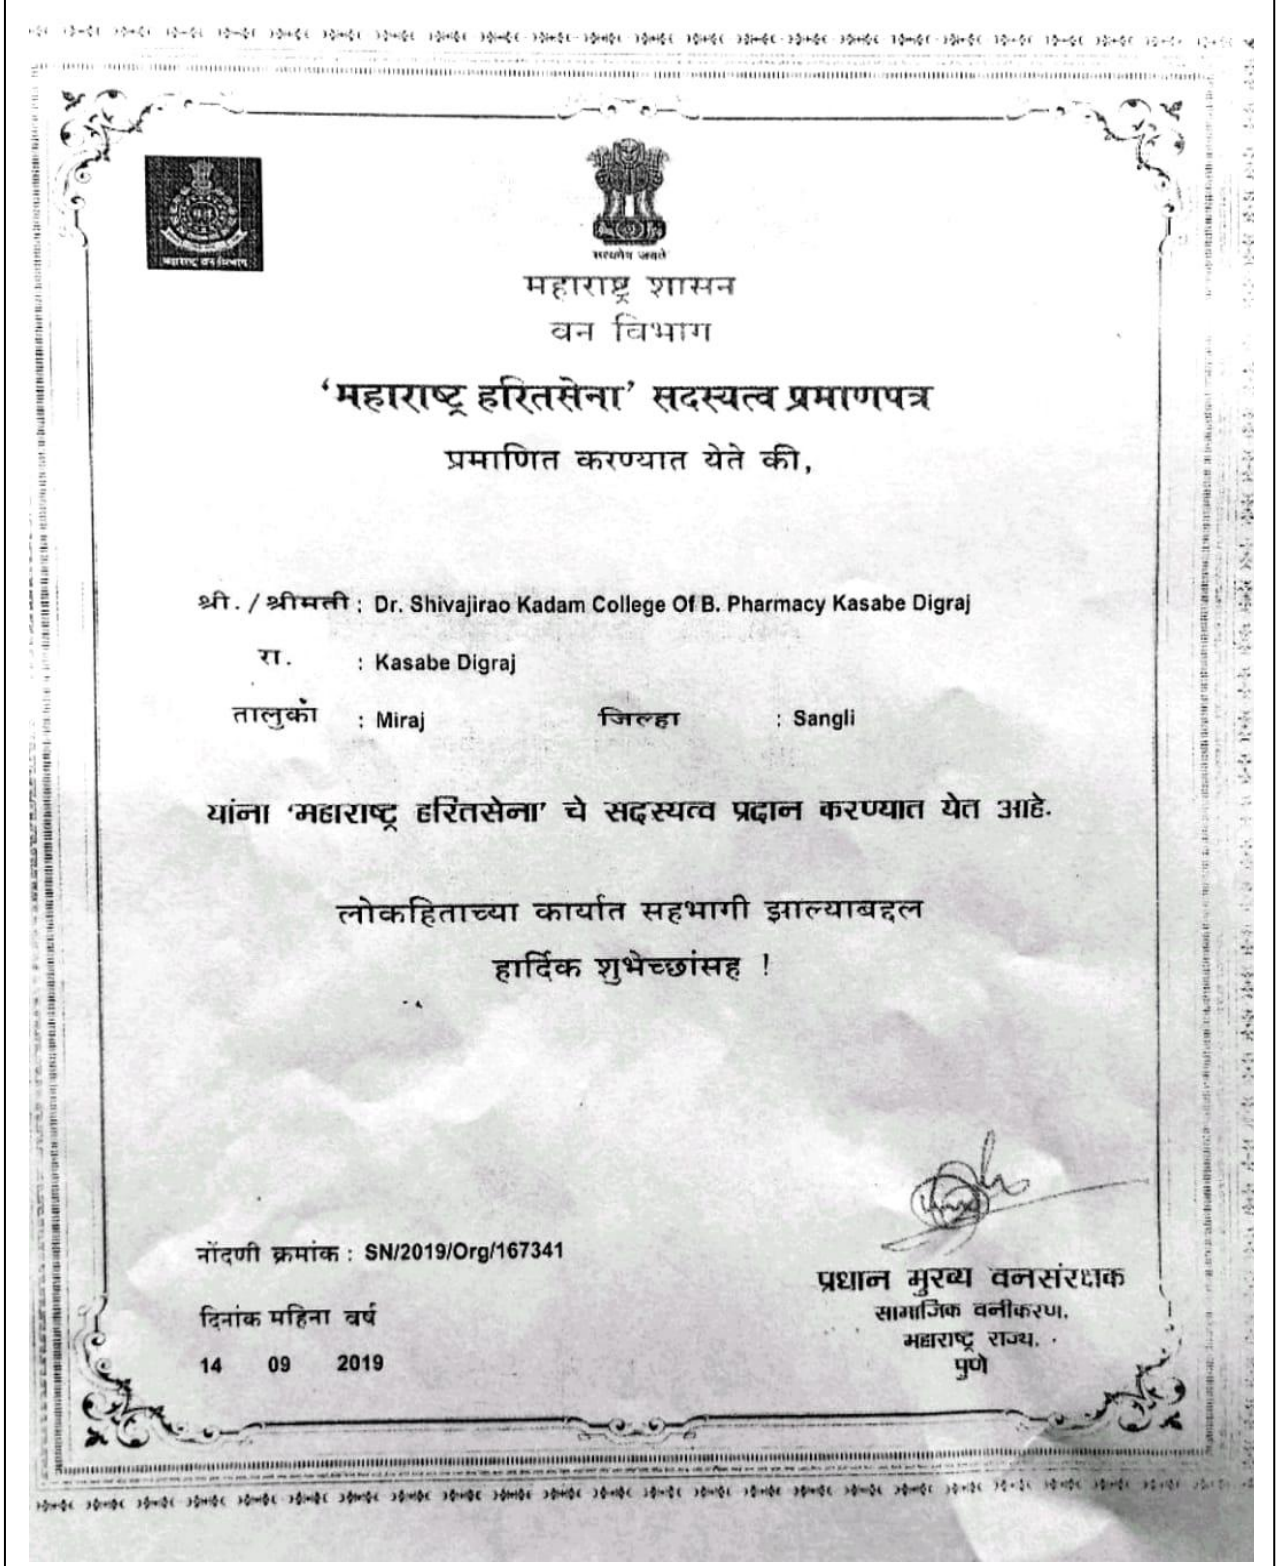 सत्यमेव जयते
महाराष्ट्र वन विभाग
महाराष्ट्र शासन
वन विभाग
‘महाराष्ट्र हरितसेना’ सदस्यत्व प्रमाणपत्र
प्रमाणित करण्यात येते की,
श्री. / श्रीमती : Dr. Shivajirao Kadam College Of B. Pharmacy Kasabe Digraj
रा. : Kasabe Digraj
तालुका : Miraj जिल्हा : Sangli
यांना ‘महाराष्ट्र हरितसेना’ चे सदस्यत्व प्रदान करण्यात येत आहे.
लोकहिताच्या कार्यात सहभागी झाल्याबद्दल
हार्दिक शुभेच्छांसह !
नोंदणी क्रमांक : SN/2019/Org/167341
प्रधान मुख्य वनसंरक्षक
दिनांक महिना वर्ष
सामाजिक वनीकरण,
महाराष्ट्र राज्य,
14 09 2019
पुणे